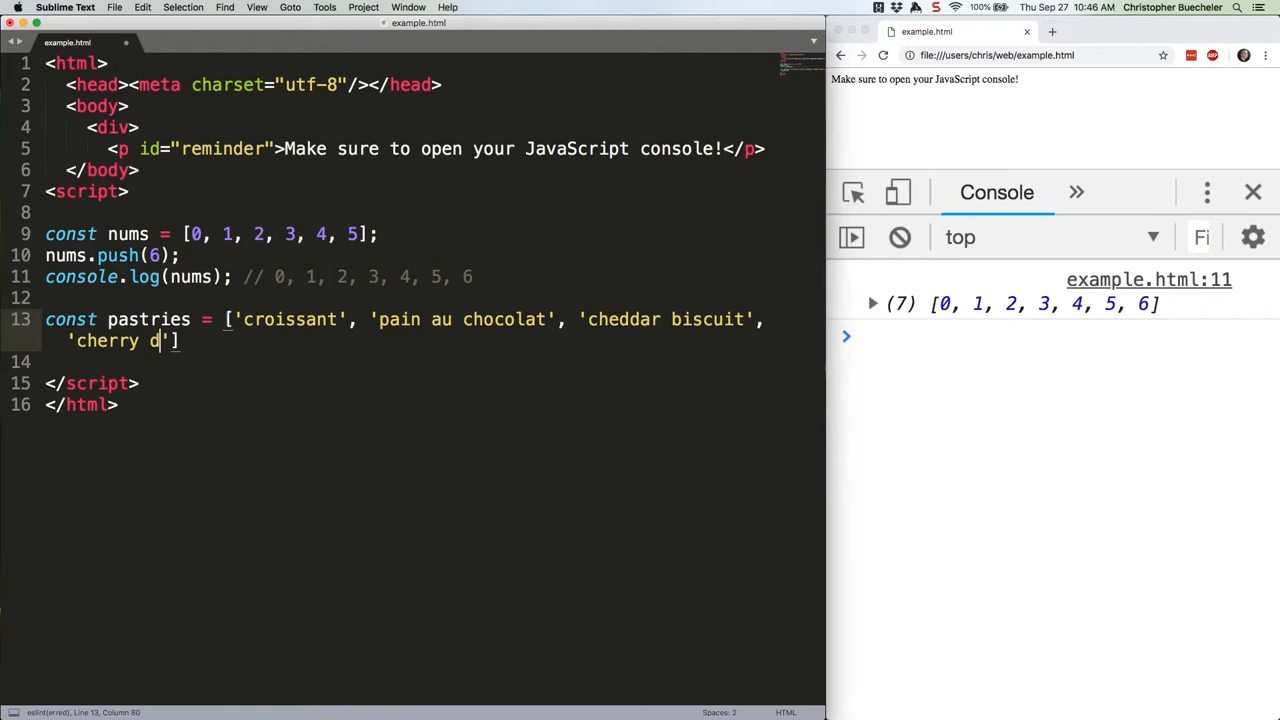 Sublime Text File Edit Selection Find View Goto Tools Project Window Help 100% Thu Sep 27 10:46 AM Christopher Buecheler
example.html
example.html
example.html
file:///users/chris/web/example.html
ABP
Make sure to open your JavaScript console!
1 <html>
2 <head><meta charset="utf-8"/></head>
3 <body>
4 <div>
5 <p id="reminder">Make sure to open your JavaScript console!</p>
6 </body>
7 <script>
8
9 const nums = [0, 1, 2, 3, 4, 5];
10 nums.push(6);
11 console.log(nums); // 0, 1, 2, 3, 4, 5, 6
12
13 const pastries = ['croissant', 'pain au chocolat', 'cheddar biscuit',
'cherry d']
14
15 </script>
16 </html>
Console
top Fi
example.html:11
(7) [0, 1, 2, 3, 4, 5, 6]
eslint(erred), Line 13, Column 80 Spaces: 2 HTML